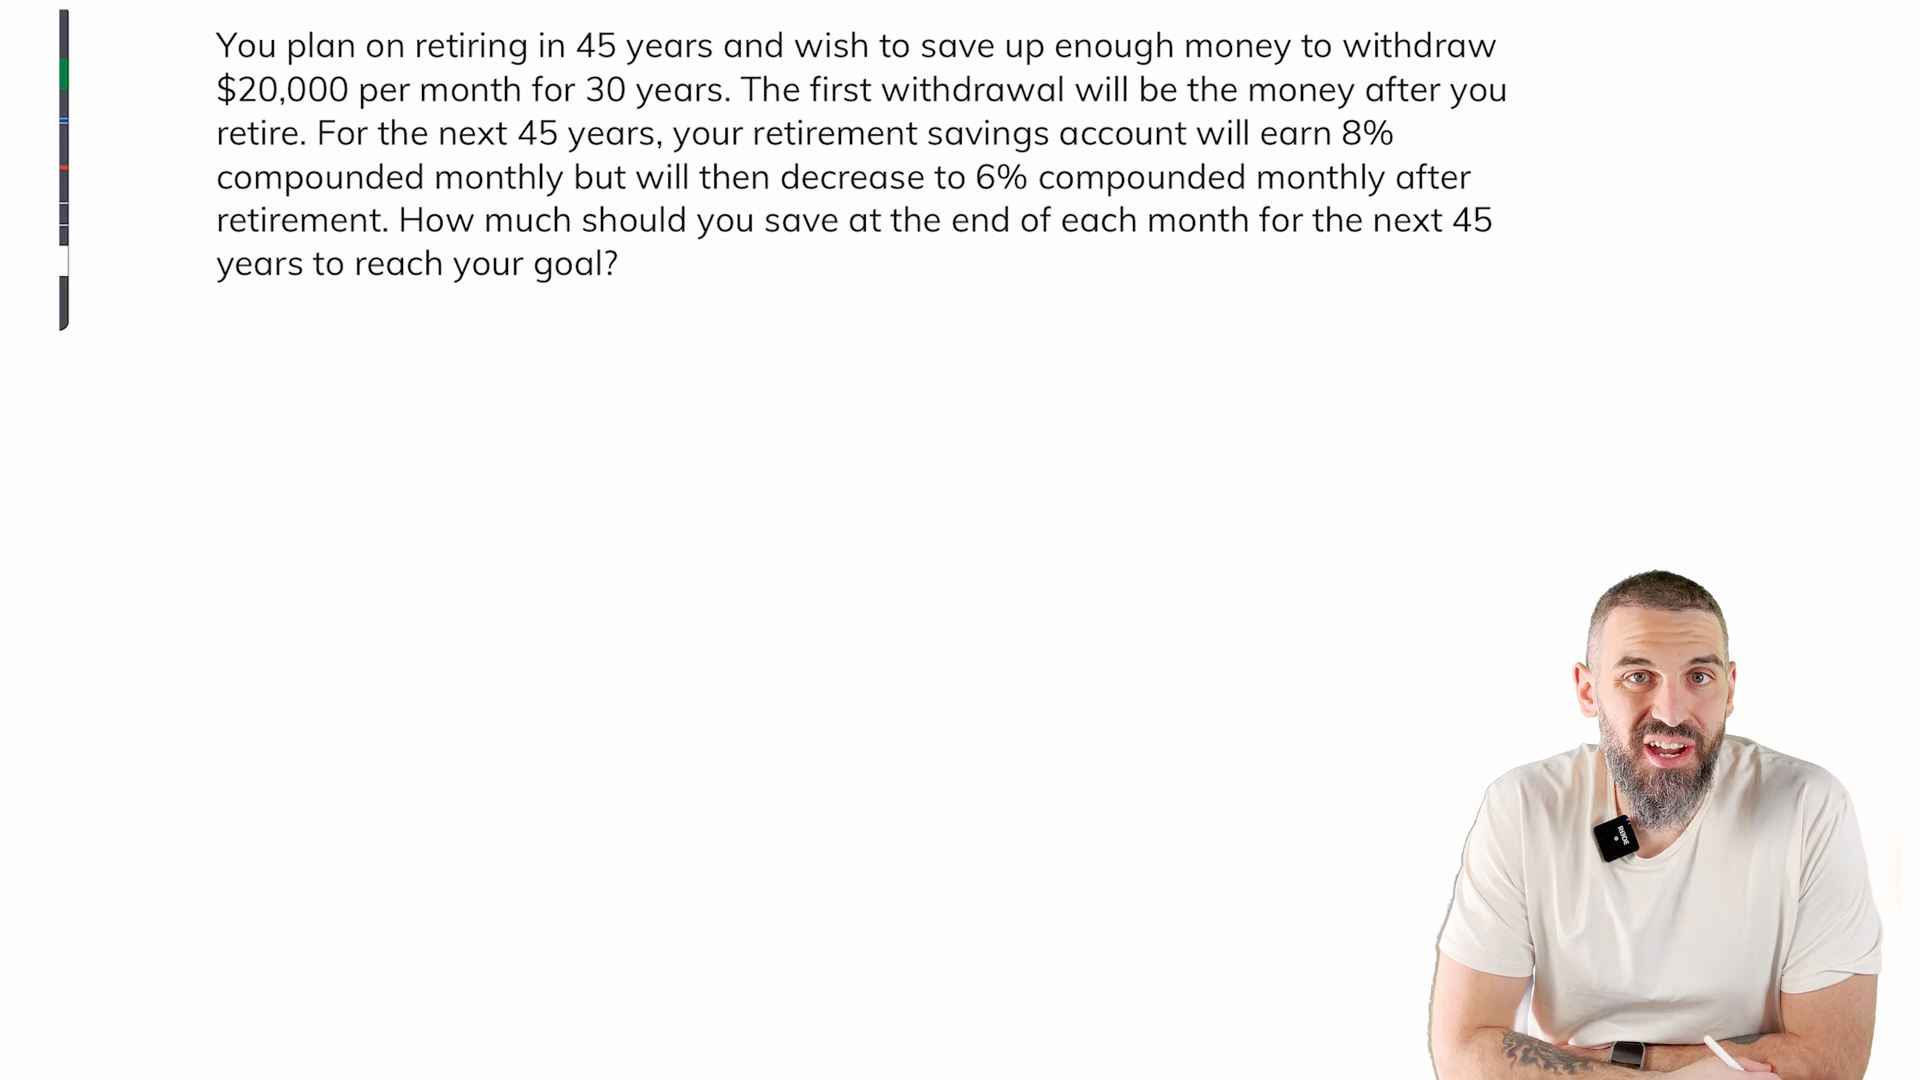 You plan on retiring in 45 years and wish to save up enough money to withdraw
$20,000 per month for 30 years. The first withdrawal will be the money after you
retire. For the next 45 years, your retirement savings account will earn 8%
compounded monthly but will then decrease to 6% compounded monthly after
retirement. How much should you save at the end of each month for the next 45
years to reach your goal?
RØDE